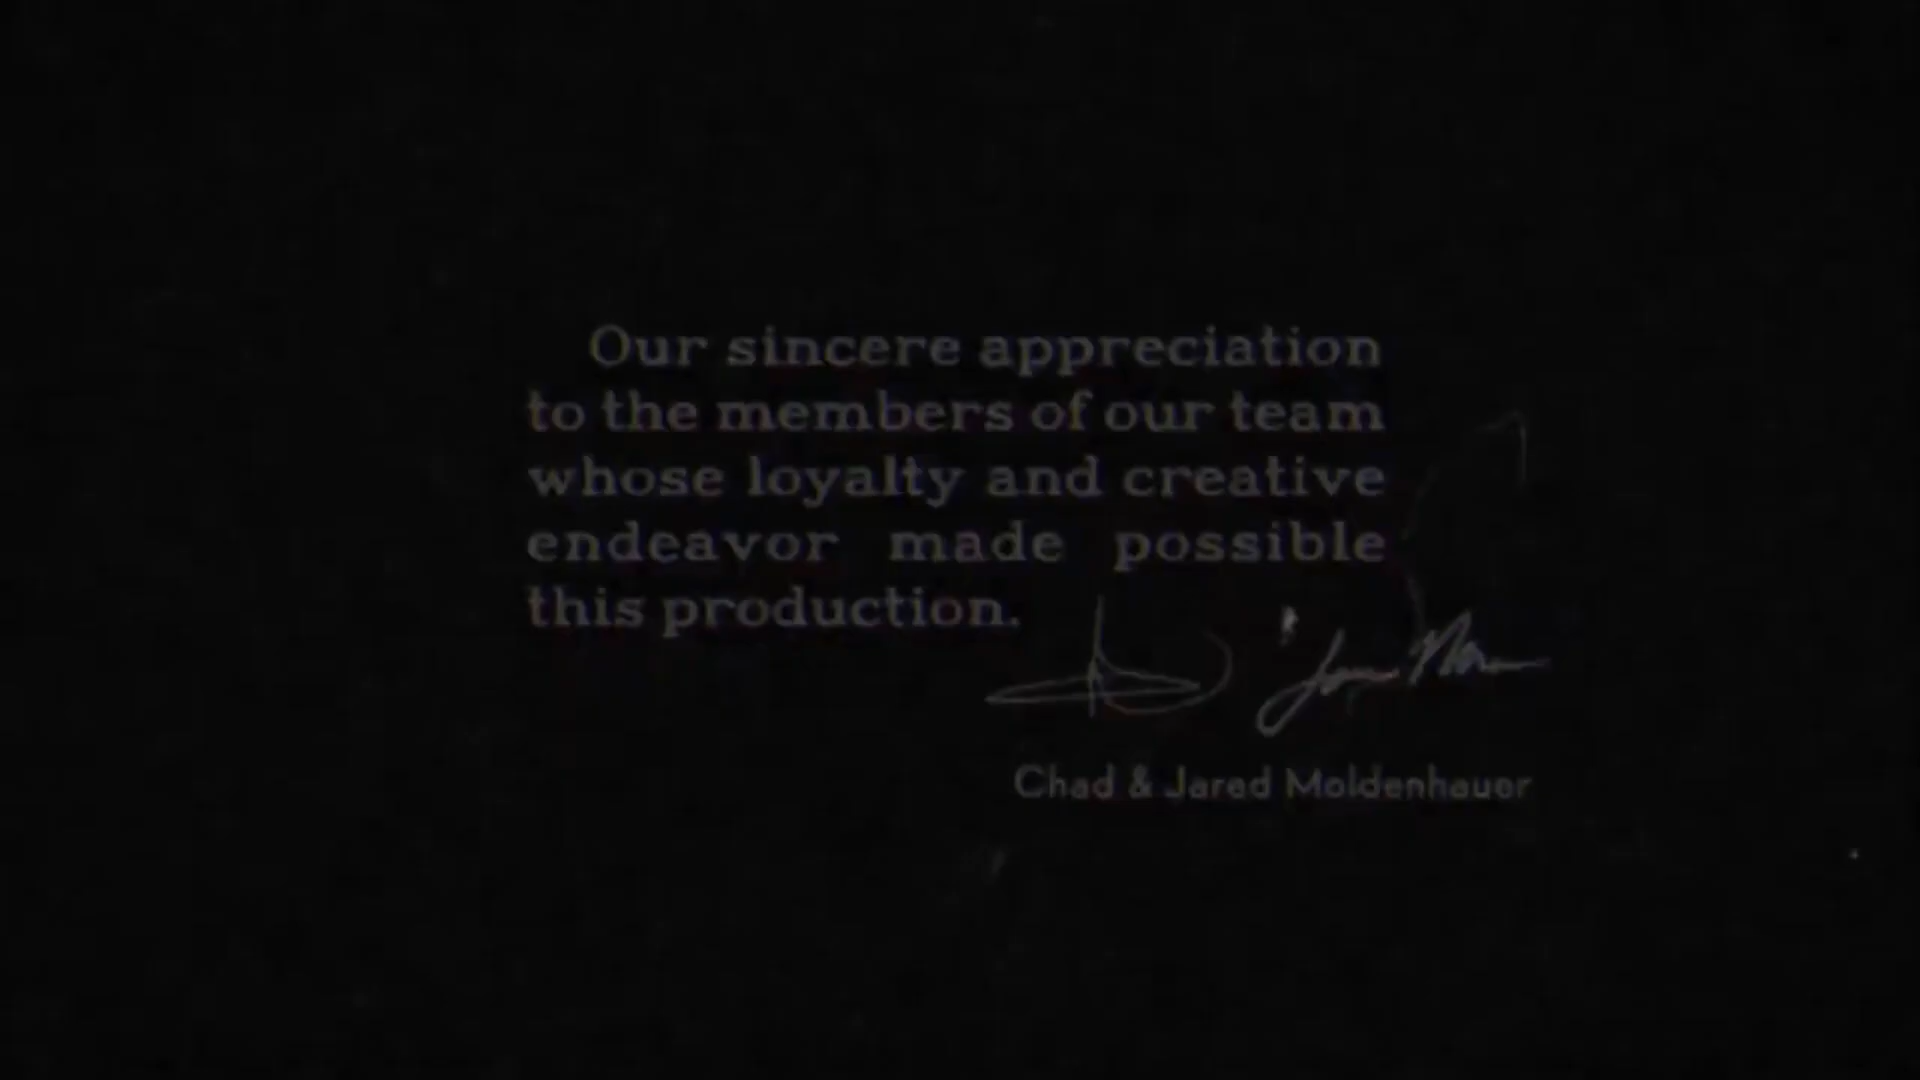 Our sincere appreciation
to the members of our team
whose loyalty and creative
endeavor made possible
this production.
Chad & Jared Moldenhauer